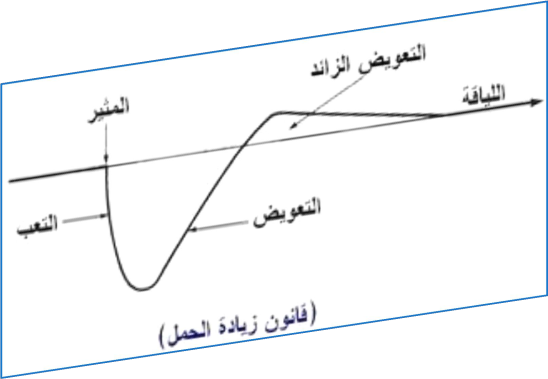 التعويض الزائد
اللياقة
المثير
التعويض
التعب
(قانون زيادة الحمل)